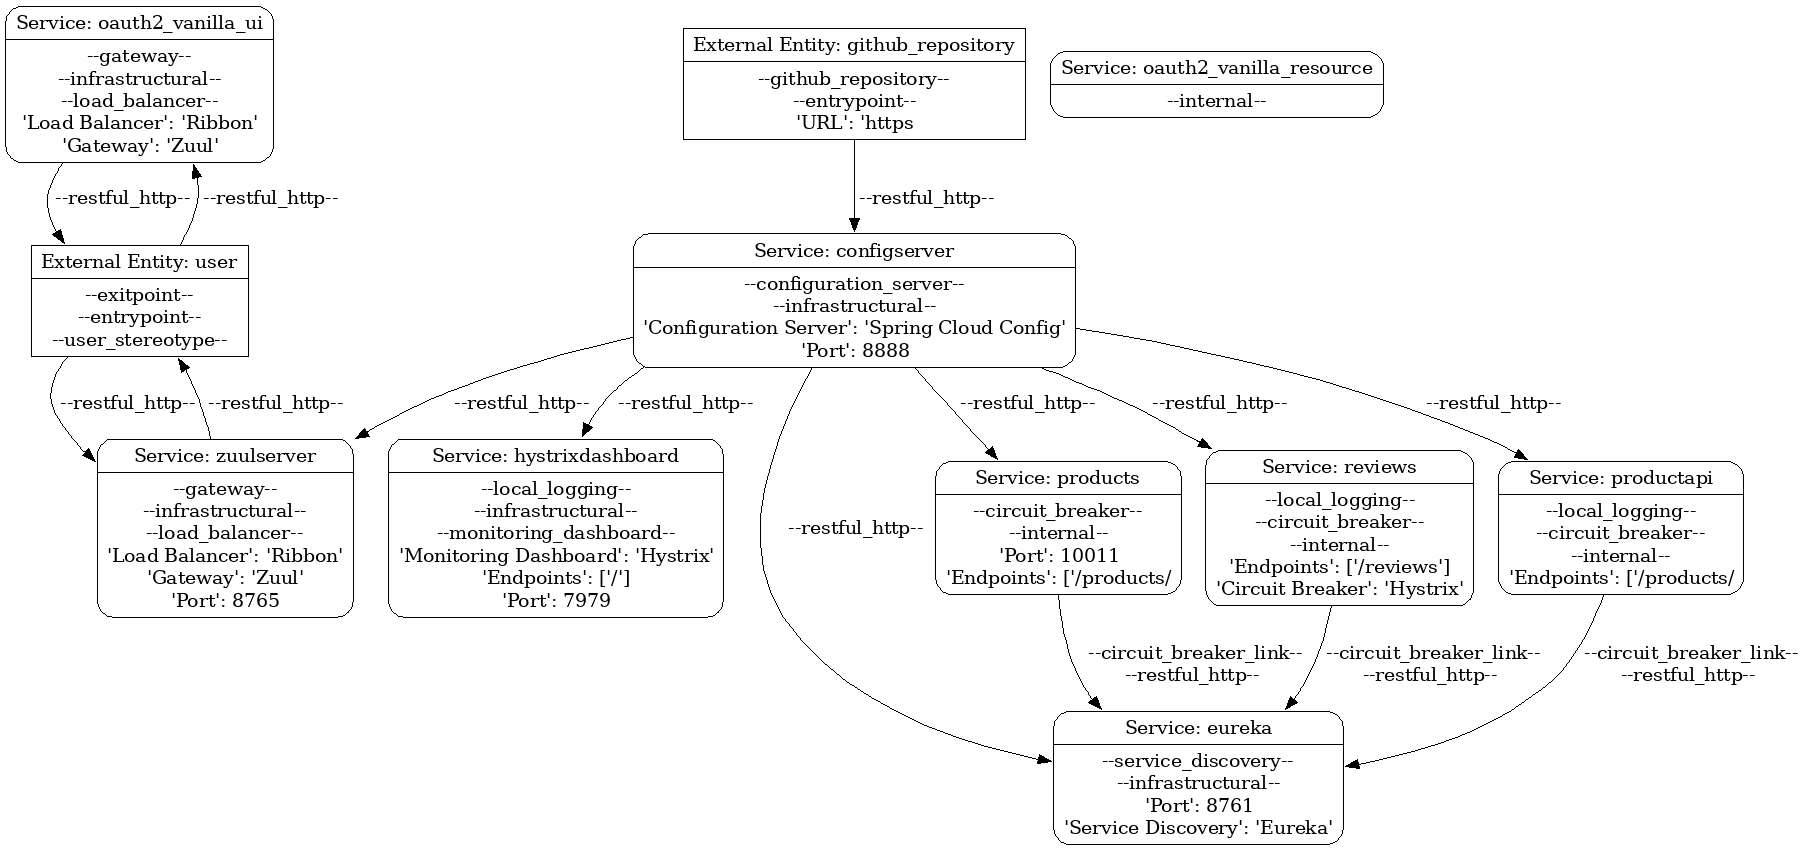 Service: oauth2_vanilla_ui
--gateway--
--infrastructural--
--load_balancer--
'Load Balancer': 'Ribbon'
'Gateway': 'Zuul'
External Entity: github_repository
--github_repository--
--entrypoint--
'URL': 'https
Service: oauth2_vanilla_resource
--internal--
--restful_http--
--restful_http--
--restful_http--
External Entity: user
--exitpoint--
--entrypoint--
--user_stereotype--
Service: configserver
--configuration_server--
--infrastructural--
'Configuration Server': 'Spring Cloud Config'
'Port': 8888
--restful_http--
--restful_http--
--restful_http--
--restful_http--
--restful_http--
--restful_http--
--restful_http--
Service: zuulserver
--gateway--
--infrastructural--
--load_balancer--
'Load Balancer': 'Ribbon'
'Gateway': 'Zuul'
'Port': 8765
Service: hystrixdashboard
--local_logging--
--infrastructural--
--monitoring_dashboard--
'Monitoring Dashboard': 'Hystrix'
'Endpoints': ['/']
'Port': 7979
--restful_http--
Service: products
--circuit_breaker--
--internal--
'Port': 10011
'Endpoints': ['/products/
Service: reviews
--local_logging--
--circuit_breaker--
--internal--
'Endpoints': ['/reviews']
'Circuit Breaker': 'Hystrix'
Service: productapi
--local_logging--
--circuit_breaker--
--internal--
'Endpoints': ['/products/
--circuit_breaker_link--
--restful_http--
--circuit_breaker_link--
--restful_http--
--circuit_breaker_link--
--restful_http--
Service: eureka
--service_discovery--
--infrastructural--
'Port': 8761
'Service Discovery': 'Eureka'